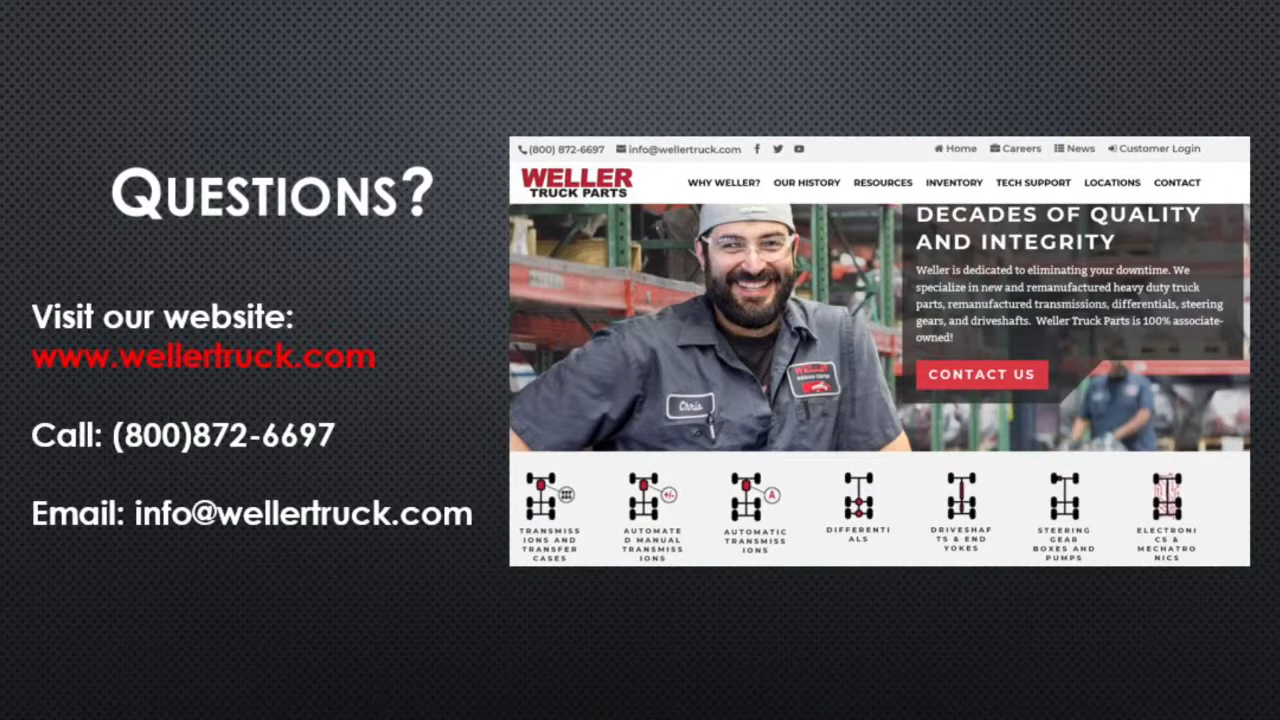 QUESTIONS?
Visit our website:
www.wellertruck.com
Call: (800)872-6697
Email: info@wellertruck.com
(800) 872-6697 info@wellertruck.com Home Careers News Customer Login
WELLER
TRUCK PARTS
WHY WELLER? OUR HISTORY RESOURCES INVENTORY TECH SUPPORT LOCATIONS CONTACT
DECADES OF QUALITY
AND INTEGRITY
Weller is dedicated to eliminating your downtime. We
specialize in new and remanufactured heavy duty truck
parts, remanufactured transmissions, differentials, steering
gears, and driveshafts. Weller Truck Parts is 100% associate-
owned!
CONTACT US
Chris
WELLER
TRANSMISS
IONS AND
TRANSFER
CASES
+/-
AUTOMATE
D MANUAL
TRANSMISS
IONS
A
AUTOMATIC
TRANSMISS
IONS
DIFFERENTI
ALS
DRIVESHAF
TS & END
YOKES
STEERING
GEAR
BOXES AND
PUMPS
ELECTRONI
CS &
MECHATRO
NICS